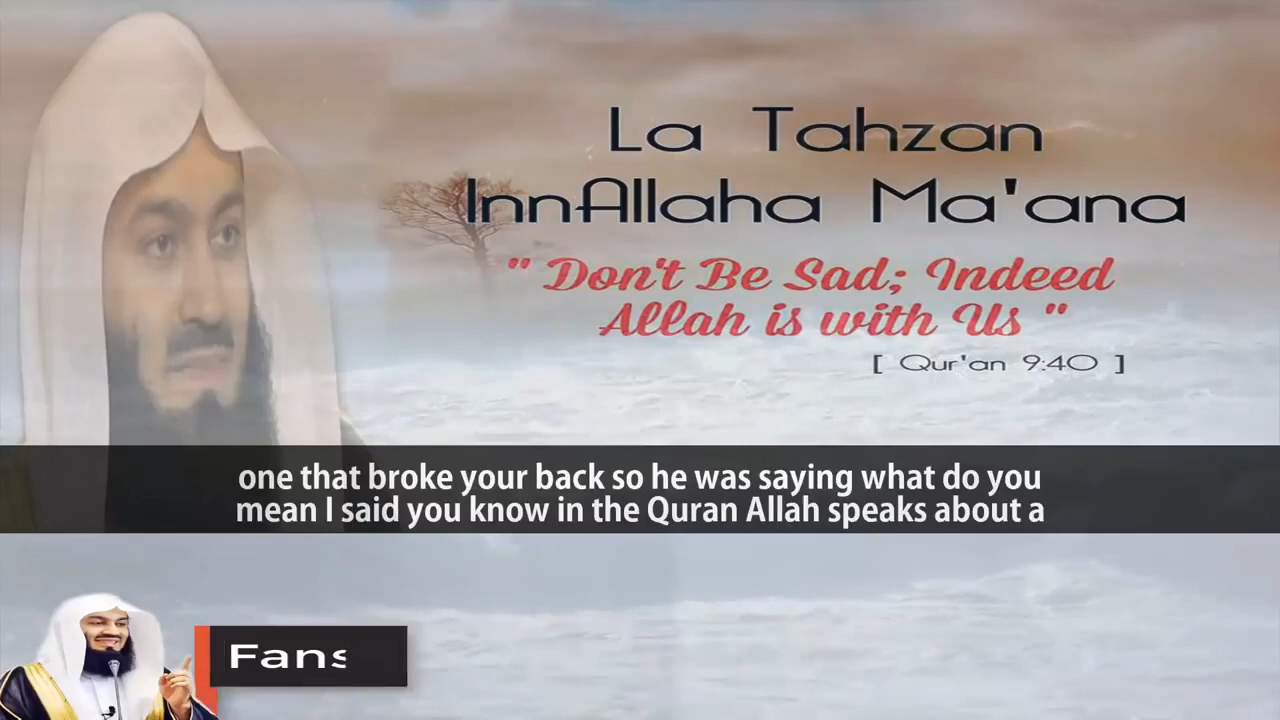 La Tahzan
InnAllaha Ma'ana
" Don't Be Sad; Indeed
Allah is with Us "
[ Qur'an 9:40 ]
one that broke your back so he was saying what do you
mean I said you know in the Quran Allah speaks about a
Fans